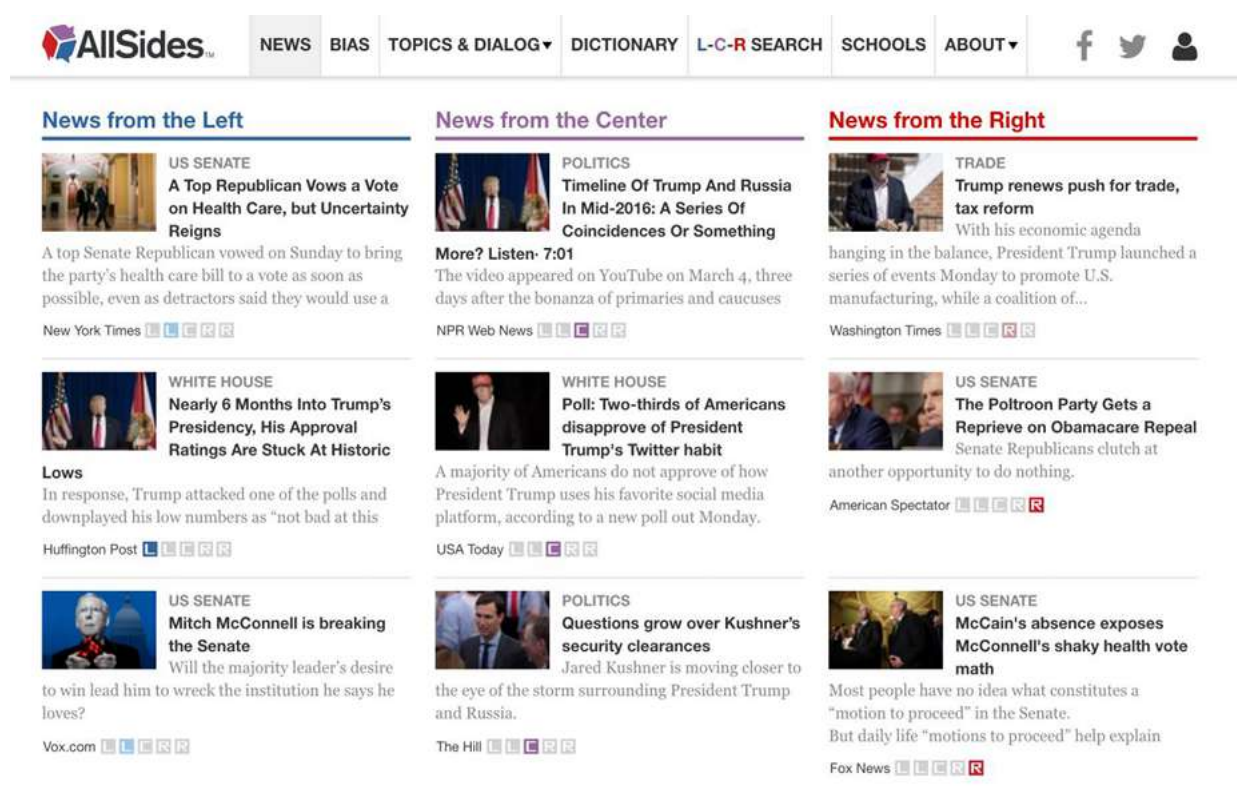 AllSides™
NEWS
BIAS
TOPICS & DIALOG▾
DICTIONARY
L-C-R SEARCH
SCHOOLS
ABOUT▾
News from the Left
US SENATE
A Top Republican Vows a Vote
on Health Care, but Uncertainty
Reigns
A top Senate Republican vowed on Sunday to bring
the party's health care bill to a vote as soon as
possible, even as detractors said they would use a
New York Times L L C R R
WHITE HOUSE
Nearly 6 Months Into Trump's
Presidency, His Approval
Ratings Are Stuck At Historic
Lows
In response, Trump attacked one of the polls and
downplayed his low numbers as “not bad at this
Huffington Post L L C R R
US SENATE
Mitch McConnell is breaking
the Senate
Will the majority leader's desire
to win lead him to wreck the institution he says he
loves?
Vox.com L L C R R
News from the Center
POLITICS
Timeline Of Trump And Russia
In Mid-2016: A Series Of
Coincidences Or Something
More? Listen· 7:01
The video appeared on YouTube on March 4, three
days after the bonanza of primaries and caucuses
NPR Web News L L C R R
WHITE HOUSE
Poll: Two-thirds of Americans
disapprove of President
Trump's Twitter habit
A majority of Americans do not approve of how
President Trump uses his favorite social media
platform, according to a new poll out Monday.
USA Today L L C R R
POLITICS
Questions grow over Kushner's
security clearances
Jared Kushner is moving closer to
the eye of the storm surrounding President Trump
and Russia.
The Hill L L C R R
News from the Right
TRADE
Trump renews push for trade,
tax reform
With his economic agenda
hanging in the balance, President Trump launched a
series of events Monday to promote U.S.
manufacturing, while a coalition of...
Washington Times L L C R R
US SENATE
The Poltroon Party Gets a
Reprieve on Obamacare Repeal
Senate Republicans clutch at
another opportunity to do nothing.
American Spectator L L C R R
US SENATE
McCain's absence exposes
McConnell's shaky health vote
math
Most people have no idea what constitutes a
“motion to proceed” in the Senate.
But daily life “motions to proceed” help explain
Fox News L L C R R